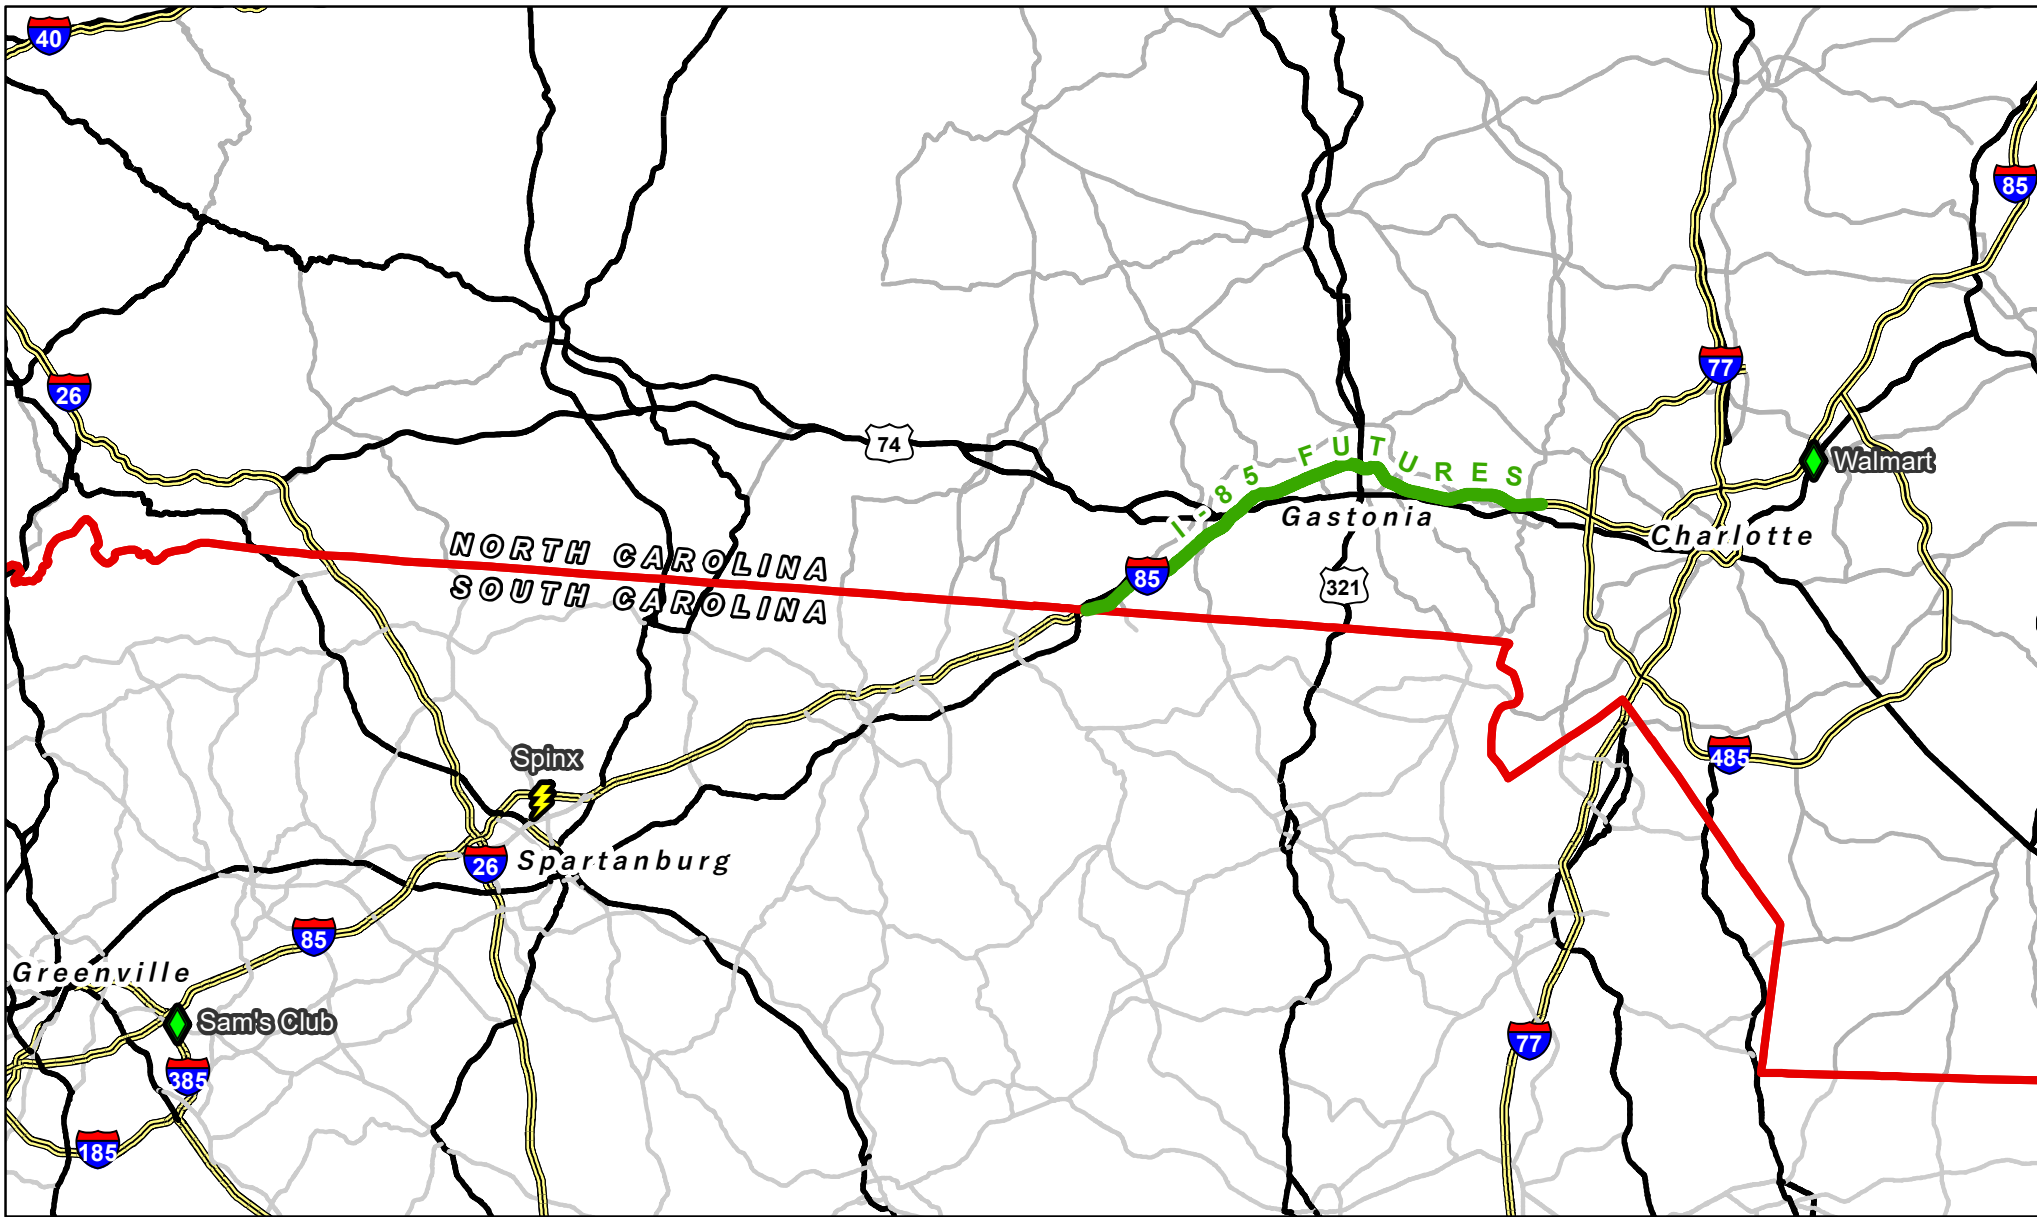 40
85
77
26
74
Walmart
I-85 FUTURES
Gastonia
Charlotte
NORTH CAROLINA
85
321
SOUTH CAROLINA
485
Spinx
26
Spartanburg
85
Greenville
Sam's Club
77
385
185